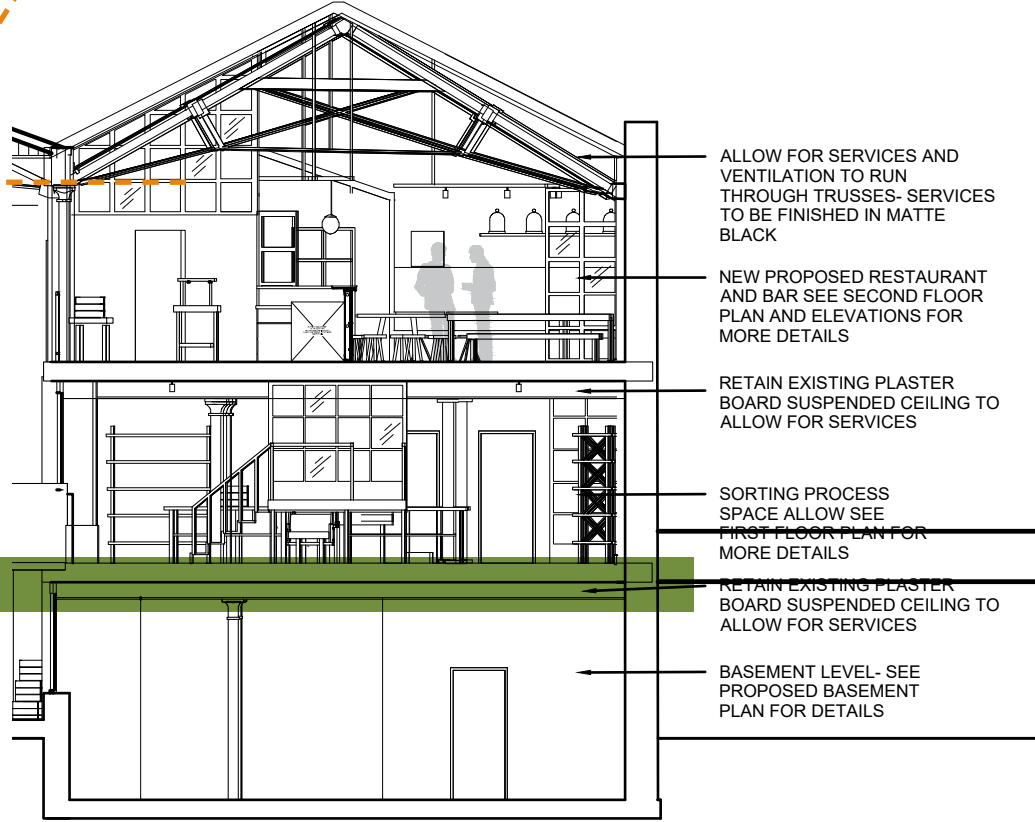 ALLOW FOR SERVICES AND
VENTILATION TO RUN
THROUGH TRUSSES- SERVICES
TO BE FINISHED IN MATTE
BLACK
NEW PROPOSED RESTAURANT
AND BAR SEE SECOND FLOOR
PLAN AND ELEVATIONS FOR
MORE DETAILS
RETAIN EXISTING PLASTER
BOARD SUSPENDED CEILING TO
ALLOW FOR SERVICES
SORTING PROCESS
SPACE ALLOW SEE
FIRST FLOOR PLAN FOR
MORE DETAILS
RETAIN EXISTING PLASTER
BOARD SUSPENDED CEILING TO
ALLOW FOR SERVICES
BASEMENT LEVEL- SEE
PROPOSED BASEMENT
PLAN FOR DETAILS